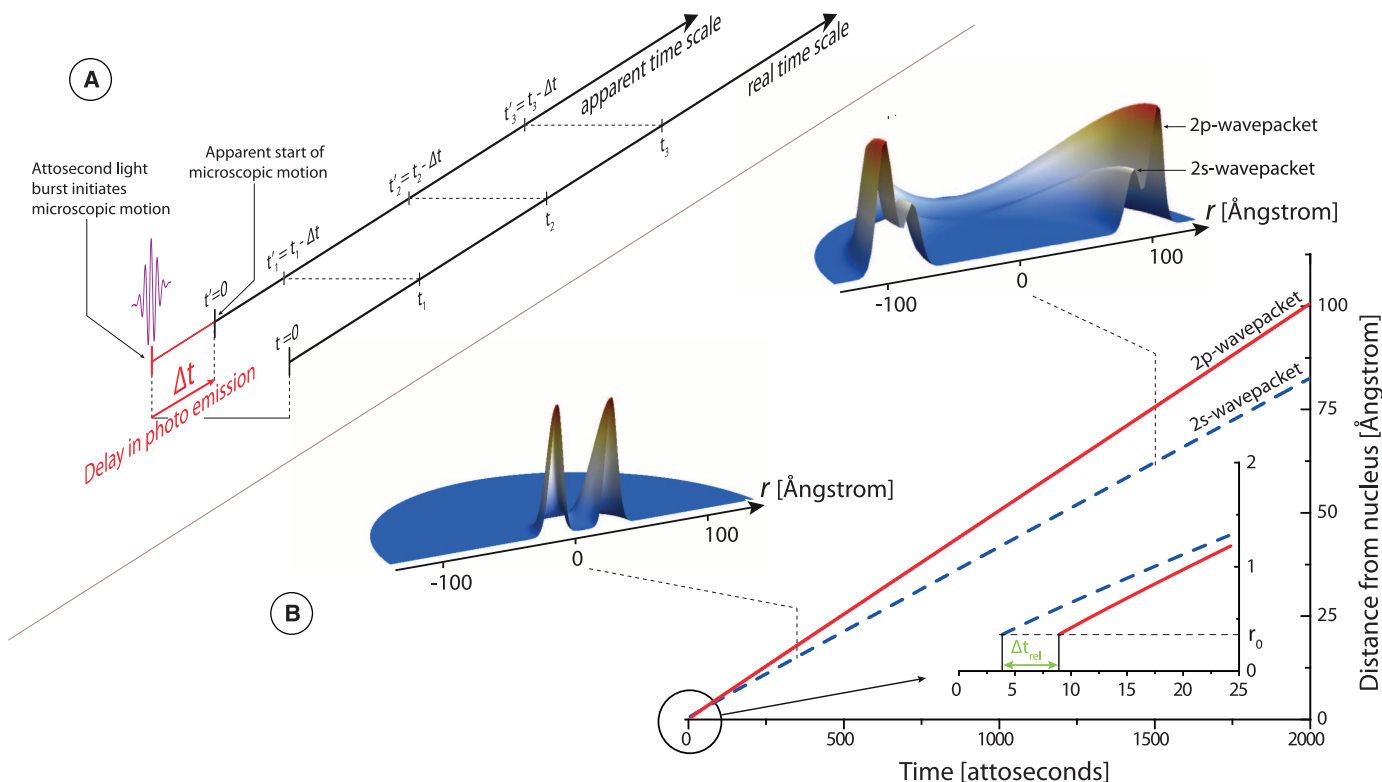 A
apparent time scale
real time scale
t'₃ = t₃ - Δt
t₃
t'₂ = t₂ - Δt
t₂
t'₁ = t₁ - Δt
t₁
t'=0
t=0
Attosecond light
burst initiates
microscopic motion
Apparent start of
microscopic motion
Δt
Delay in photo emission
2p-wavepacket
2s-wavepacket
r [Ångstrom]
-100
0
100
B
r [Ångstrom]
-100
0
100
2p-wavepacket
2s-wavepacket
100
75
50
25
0
Distance from nucleus [Ångstrom]
2
1
r₀
0
Δt_rel
0
5
10
15
20
25
0
500
1000
1500
2000
Time [attoseconds]